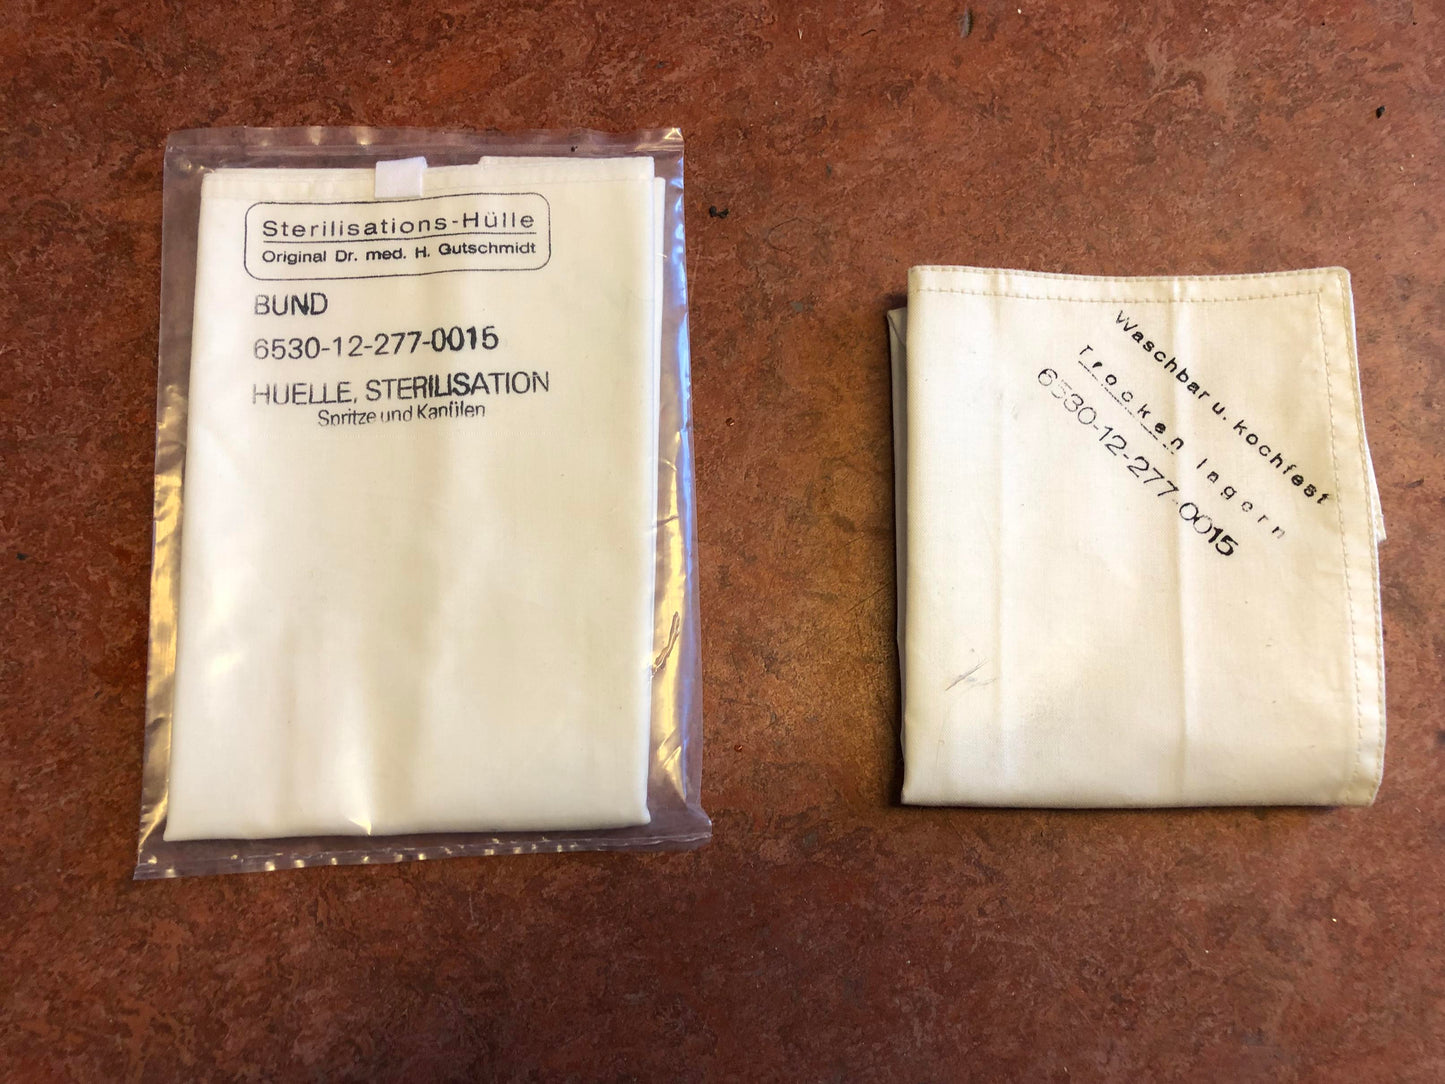 Sterilisations-Hülle
Original Dr. med. H. Gutschmidt
BUND
6530-12-277-0015
HUELLE, STERILISATION
Spritze und Kanülen
Waschbar u. kochfest
Trocken lagern
6530-12-277-0015